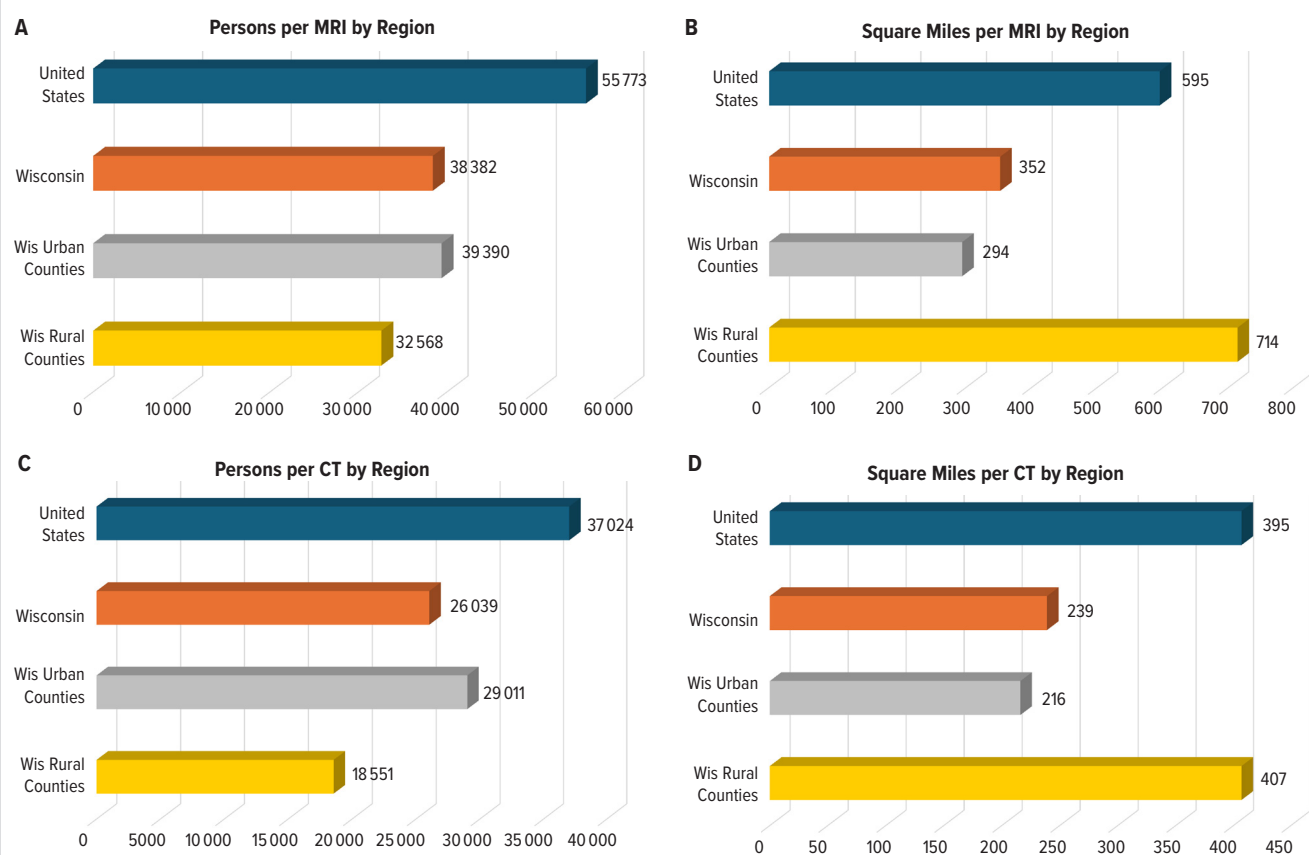 A
Persons per MRI by Region
United
States
55 773
Wisconsin
38 382
Wis Urban
Counties
39 390
Wis Rural
Counties
32 568
0 10 000 20 000 30 000 40 000 50 000 60 000
B
Square Miles per MRI by Region
United
States
595
Wisconsin
352
Wis Urban
Counties
294
Wis Rural
Counties
714
0 100 200 300 400 500 600 700 800
C
Persons per CT by Region
United
States
37 024
Wisconsin
26 039
Wis Urban
Counties
29 011
Wis Rural
Counties
18 551
0 5000 10 000 15 000 20 000 25 000 30 000 35 000 40 000
D
Square Miles per CT by Region
United
States
395
Wisconsin
239
Wis Urban
Counties
216
Wis Rural
Counties
407
0 50 100 150 200 250 300 350 400 450